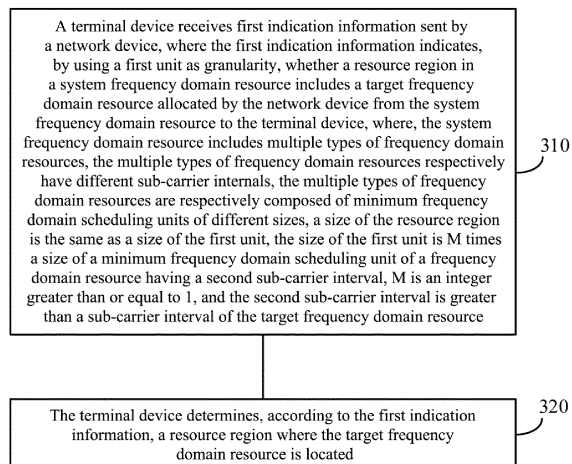 A terminal device receives first indication information sent by
a network device, where the first indication information indicates,
by using a first unit as granularity, whether a resource region in
a system frequency domain resource includes a target frequency
domain resource allocated by the network device from the system
frequency domain resource to the terminal device, where, the system
frequency domain resource includes multiple types of frequency domain
resources, the multiple types of frequency domain resources respectively
have different sub-carrier internals, the multiple types of frequency
domain resources are respectively composed of minimum frequency
domain scheduling units of different sizes, a size of the resource region
is the same as a size of the first unit, the size of the first unit is M times
a size of a minimum frequency domain scheduling unit of a frequency
domain resource having a second sub-carrier interval, M is an integer
greater than or equal to 1, and the second sub-carrier interval is greater
than a sub-carrier interval of the target frequency domain resource
310
The terminal device determines, according to the first indication
information, a resource region where the target frequency
domain resource is located
320